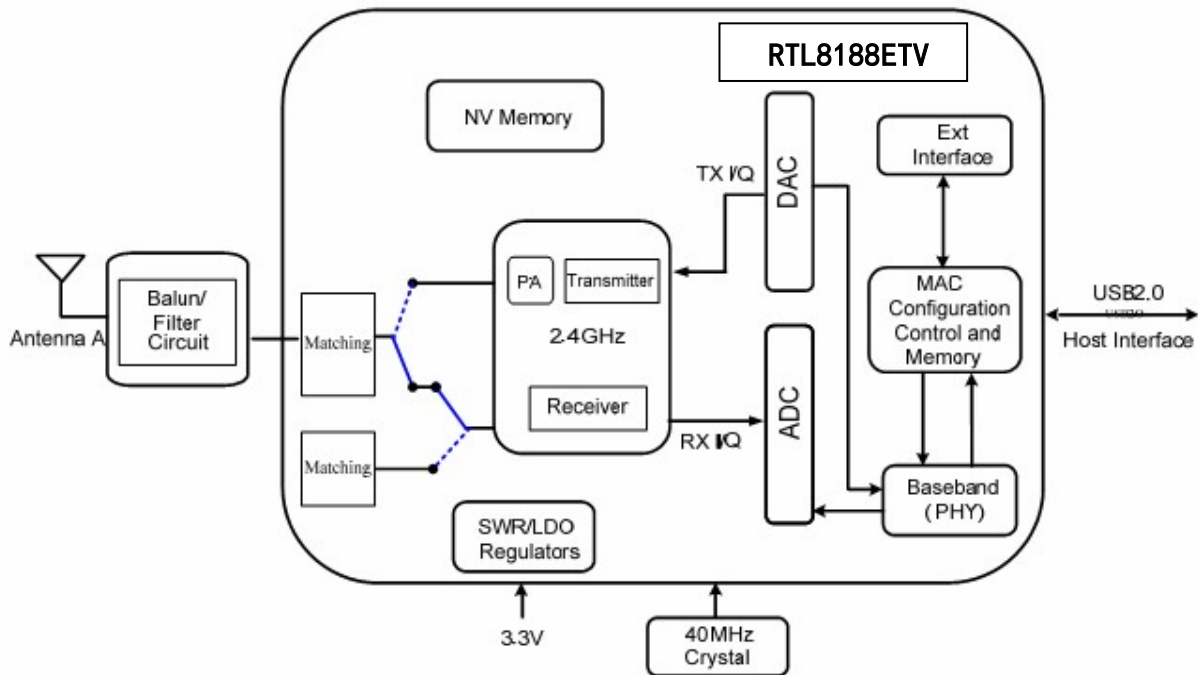 RTL8188ETV
NV Memory
Ext
Interface
TX I/Q
DAC
PA
Transmitter
2.4GHz
Receiver
MAC
Configuration
Control and
Memory
USB2.0
Host Interface
Balun/
Filter
Circuit
Antenna A
Matching
Matching
RX I/Q
ADC
Baseband
(PHY)
SWR/LDO
Regulators
3.3V
40MHz
Crystal